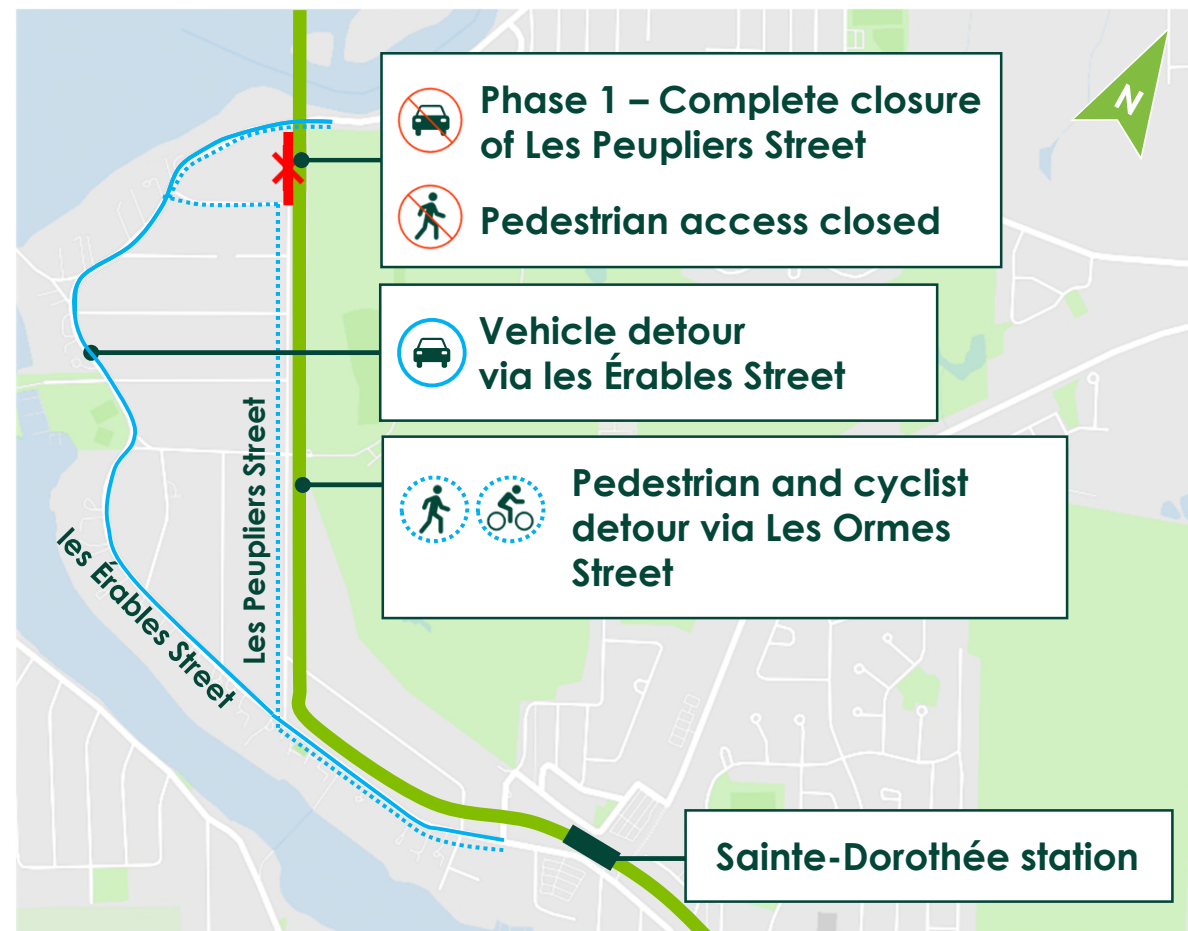 N
Phase 1 – Complete closure
of Les Peupliers Street
Pedestrian access closed
Vehicle detour
via les Érables Street
Pedestrian and cyclist
detour via Les Ormes
Street
Les Peupliers Street
les Érables Street
Sainte-Dorothée station